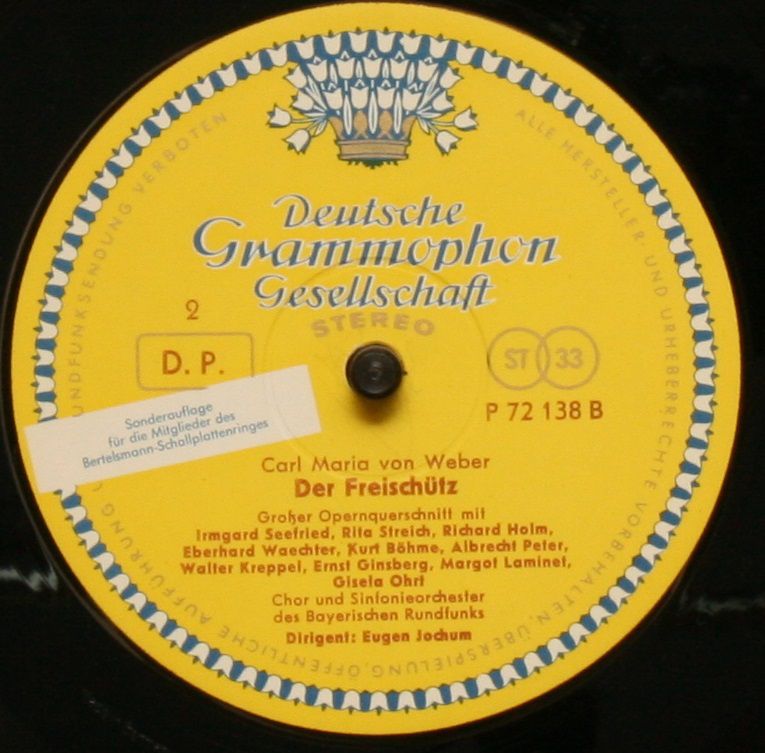 Deutsche
Grammophon
Gesellschaft
STEREO
2
D. P.
ST 33
P 72 138 B
Sonderauflage
für die Mitglieder des
Bertelsmann-Schallplattenringes
Carl Maria von Weber
Der Freischütz
Großer Opernquerschnitt mit
Irmgard Seefried, Rita Streich, Richard Holm,
Eberhard Waechter, Kurt Böhme, Albrecht Peter,
Walter Kreppel, Ernst Ginsberg, Margot Laminet,
Gisela Ohrt
Chor und Sinfonieorchester
des Bayerischen Rundfunks
Dirigent: Eugen Jochum
ALLE HERSTELLER- UND URHEBERRECHTE VORBEHALTEN, ÜBERSPIELUNG, ÖFFENTLICHE AUFFÜHRUNG UNDFUNKSENDUNG VERBOTEN